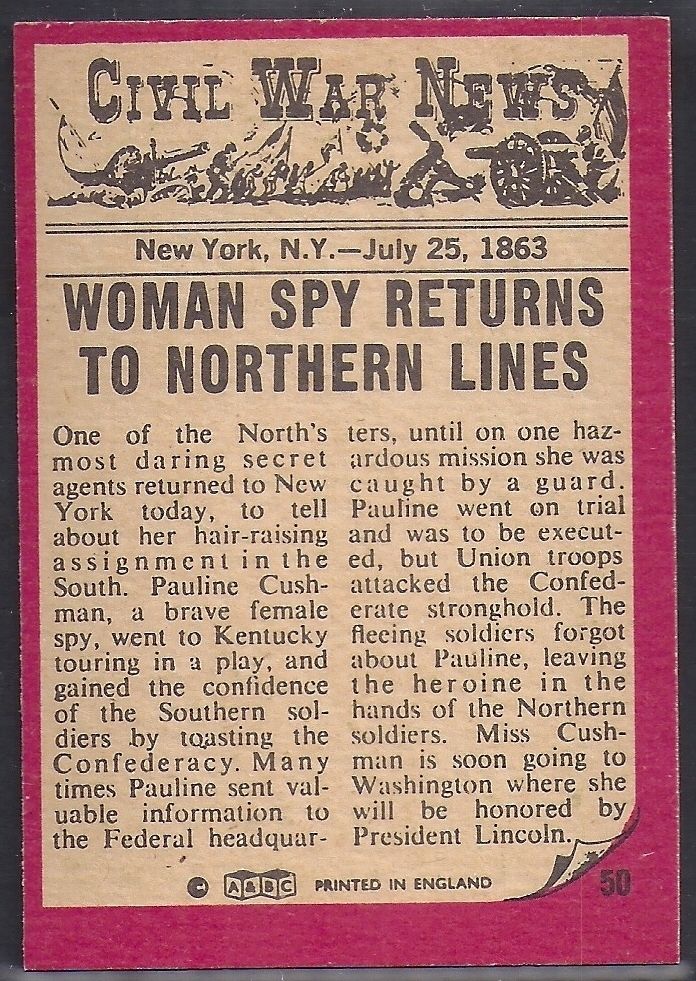 CIVIL WAR NEWS
New York, N.Y.—July 25, 1863
WOMAN SPY RETURNS
TO NORTHERN LINES
One of the North's
most daring secret
agents returned to New
York today, to tell
about her hair-raising
assignment in the
South. Pauline Cush-
man, a brave female
spy, went to Kentucky
touring in a play, and
gained the confidence
of the Southern sol-
diers by toasting the
Confederacy. Many
times Pauline sent val-
uable information to
the Federal headquar-
ters, until on one haz-
ardous mission she was
caught by a guard.
Pauline went on trial
and was to be execut-
ed, but Union troops
attacked the Confed-
erate stronghold. The
fleeing soldiers forgot
about Pauline, leaving
the heroine in the
hands of the Northern
soldiers. Miss Cush-
man is soon going to
Washington where she
will be honored by
President Lincoln.
© A&BC PRINTED IN ENGLAND
50